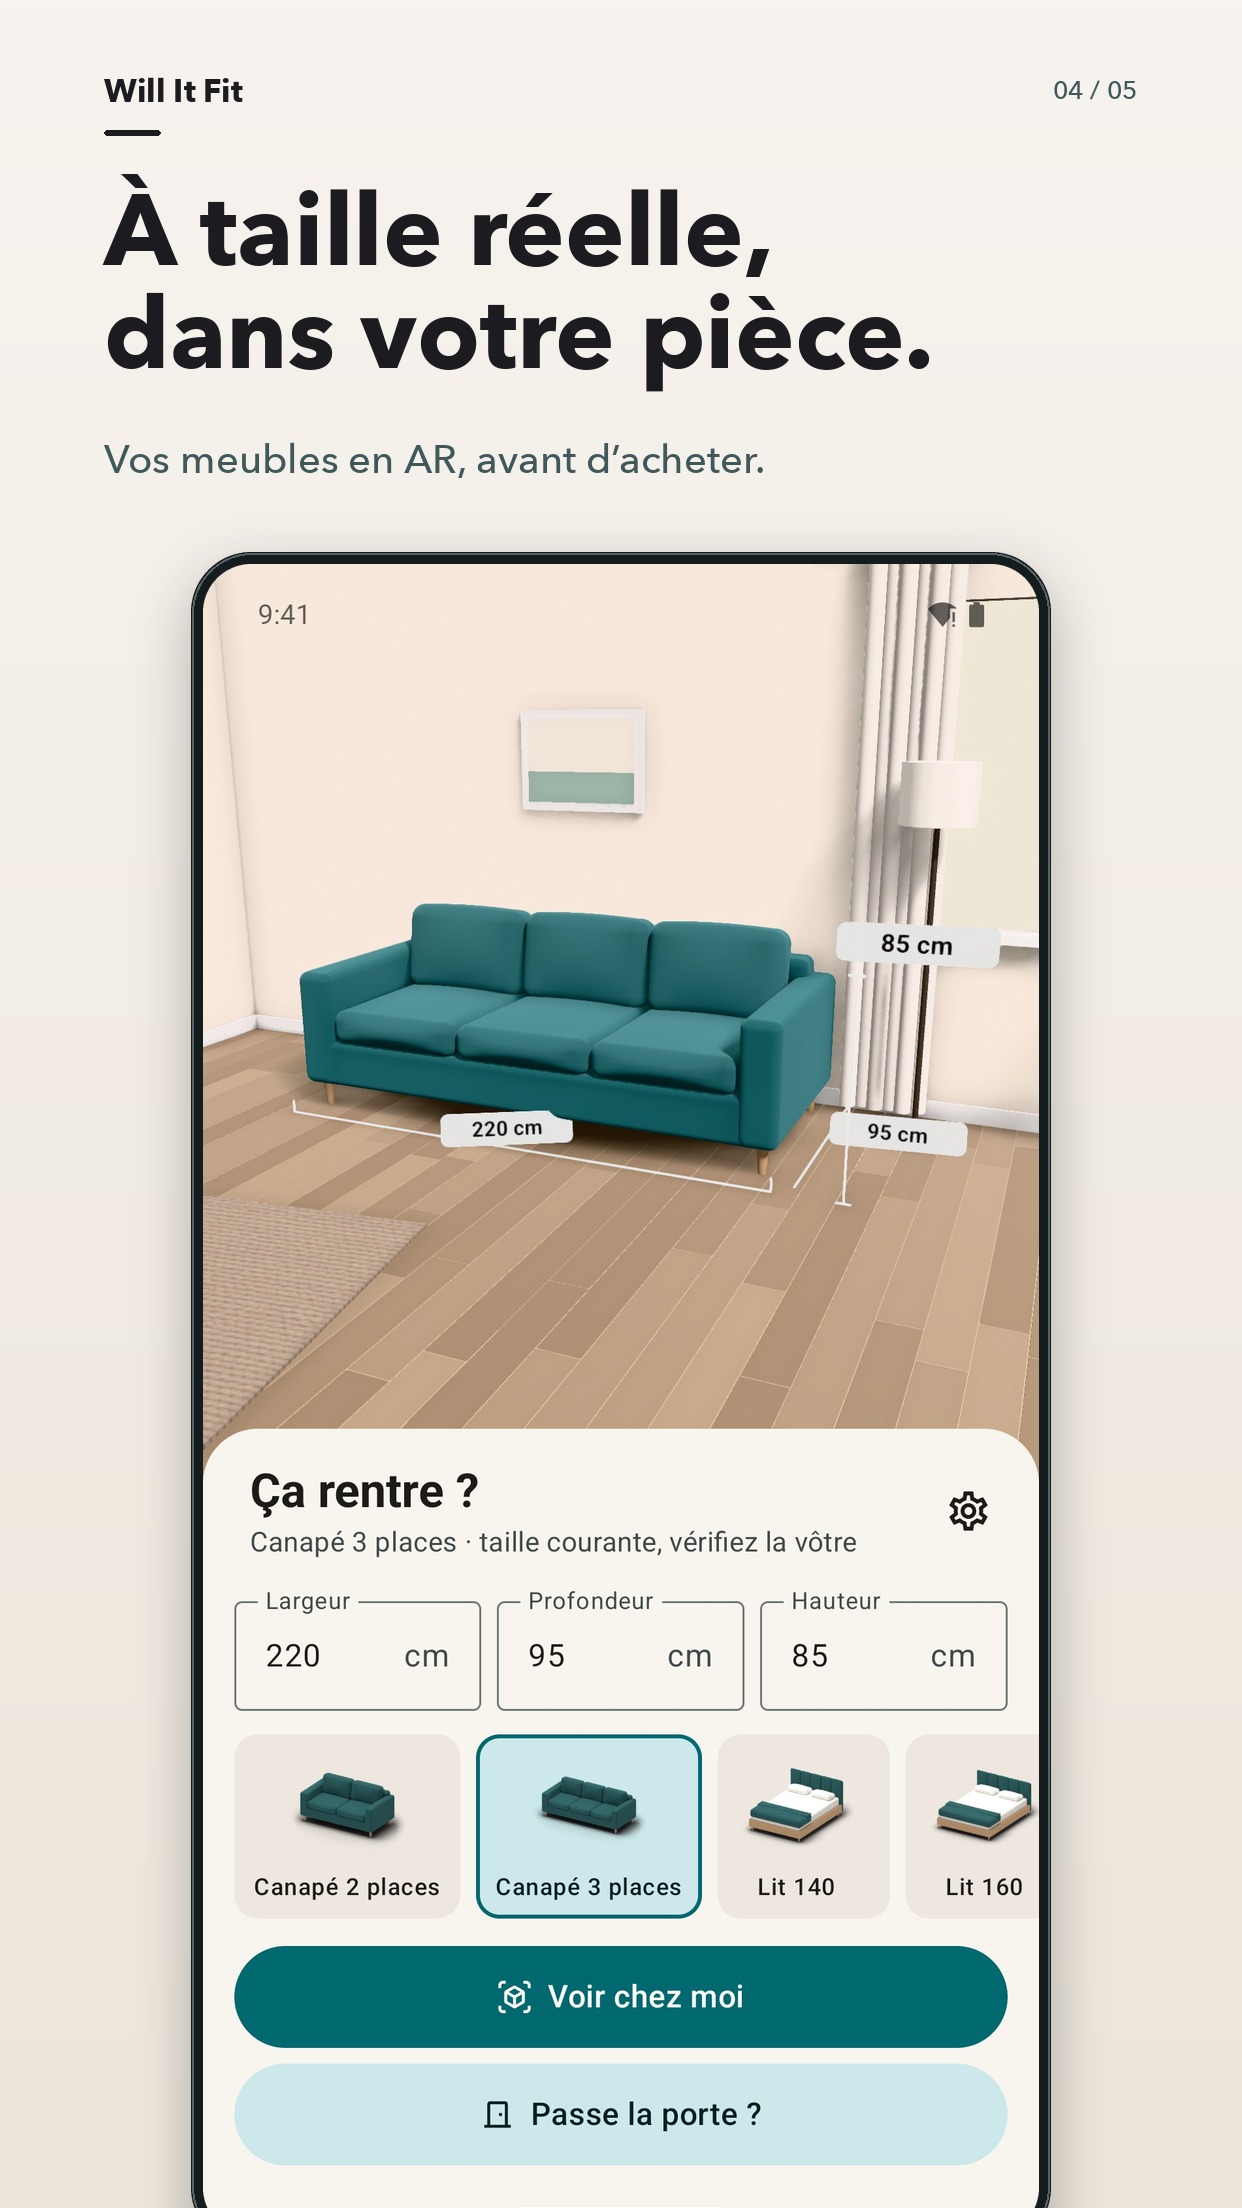 Will It Fit
04 / 05
À taille réelle,
dans votre pièce.
Vos meubles en AR, avant d’acheter.
9:41
85 cm
220 cm
95 cm
Ça rentre ?
Canapé 3 places · taille courante, vérifiez la vôtre
Largeur
Profondeur
Hauteur
220 cm
95 cm
85 cm
Canapé 2 places
Canapé 3 places
Lit 140
Lit 160
Voir chez moi
Passe la porte ?